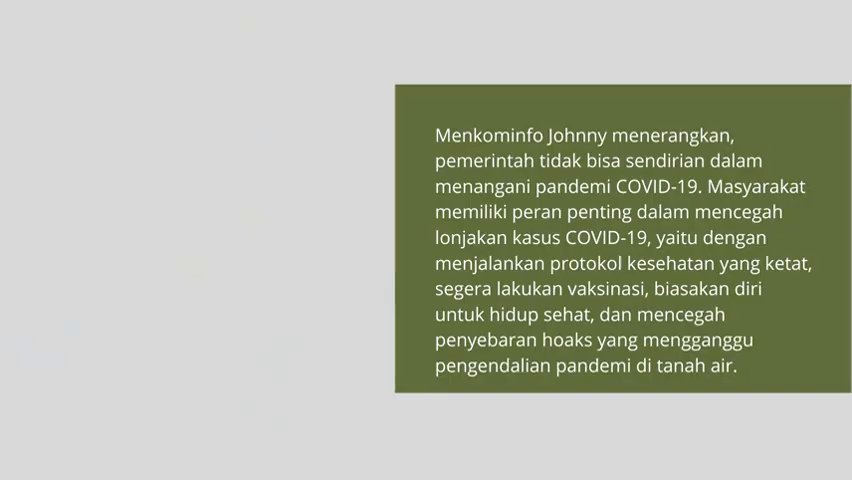 Menkominfo Johnny menerangkan,
pemerintah tidak bisa sendirian dalam
menangani pandemi COVID-19. Masyarakat
memiliki peran penting dalam mencegah
lonjakan kasus COVID-19, yaitu dengan
menjalankan protokol kesehatan yang ketat,
segera lakukan vaksinasi, biasakan diri
untuk hidup sehat, dan mencegah
penyebaran hoaks yang mengganggu
pengendalian pandemi di tanah air.